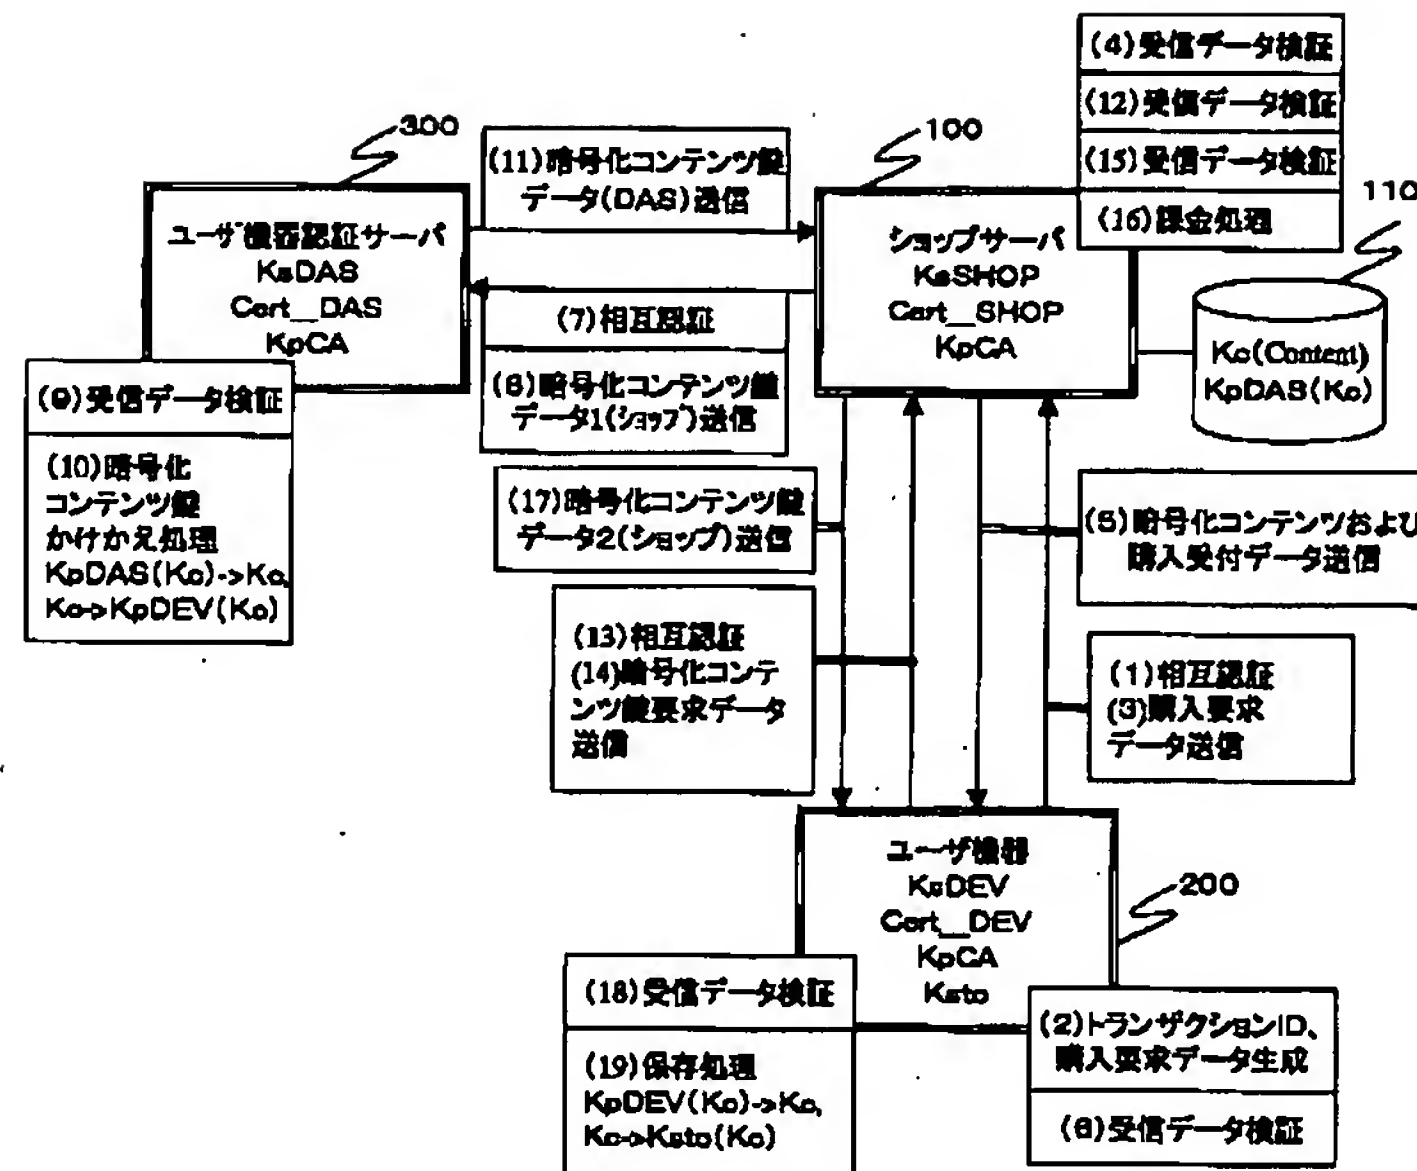 (4)受信データ検証
(12)受信データ検証
(15)受信データ検証
(16)課金処理
300
100
110
(11)暗号化コンテンツ鍵
データ(DAS)送信
ユーザ機器認証サーバ
KsDAS
Cert_DAS
KpCA
ショップサーバ
KsSHOP
Cert_SHOP
KpCA
Kc(Content)
KpDAS(Kc)
(7)相互認証
(8)暗号化コンテンツ鍵
データ1(ショップ)送信
(9)受信データ検証
(10)暗号化
コンテンツ鍵
かけかえ処理
KpDAS(Kc)->Kc,
Kc->KpDEV(Kc)
(17)暗号化コンテンツ鍵
データ2(ショップ)送信
(5)暗号化コンテンツおよび
購入受付データ送信
(13)相互認証
(14)暗号化コンテ
ンツ鍵要求データ
送信
(1)相互認証
(3)購入要求
データ送信
ユーザ機器
KsDEV
Cert_DEV
KpCA
Ksto
200
(18)受信データ検証
(19)保存処理
KpDEV(Kc)->Kc,
Kc->Ksto(Kc)
(2)トランザクションID、
購入要求データ生成
(6)受信データ検証